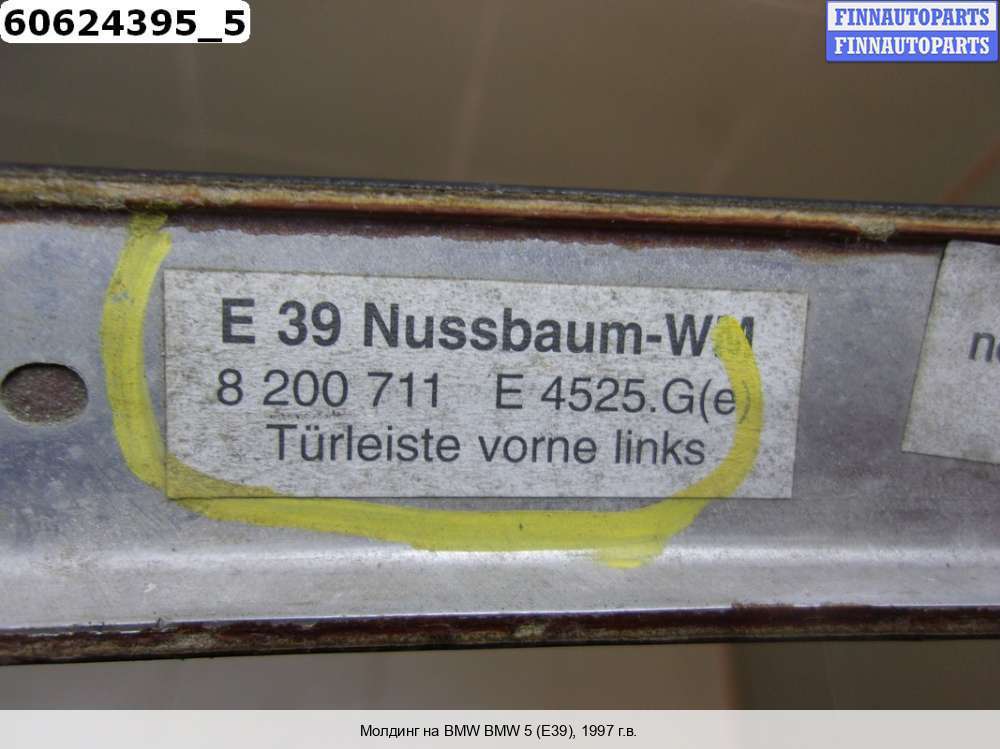 60624395_5
FINNAUTOPARTS
FINNAUTOPARTS
E 39 Nussbaum-WM
8 200 711 E 4525.G(e)
Türleiste vorne links
Молдинг на BMW BMW 5 (E39), 1997 г.в.